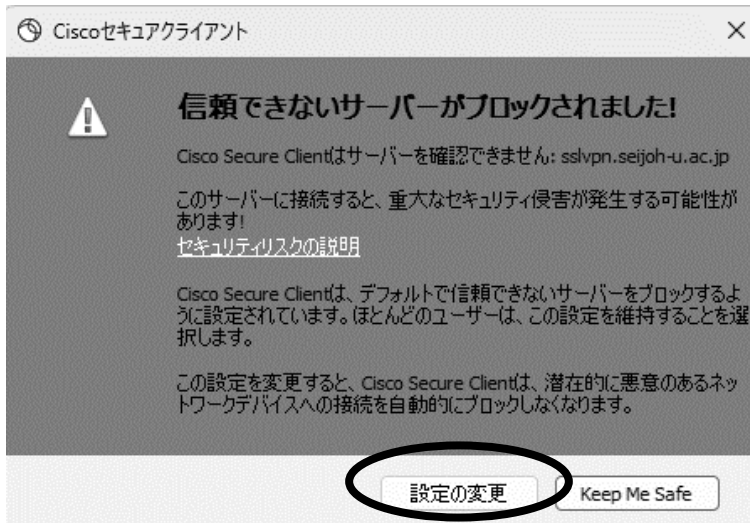 Ciscoセキュアクライアント
信頼できないサーバーがブロックされました!
Cisco Secure Clientはサーバーを確認できません: sslvpn.seijoh-u.ac.jp
このサーバーに接続すると、重大なセキュリティ侵害が発生する可能性が
あります!
セキュリティリスクの説明
Cisco Secure Clientは、デフォルトで信頼できないサーバーをブロックするよ
うに設定されています。ほとんどのユーザーは、この設定を維持することを選
択します。
この設定を変更すると、Cisco Secure Clientは、潜在的に悪意のあるネッ
トワークデバイスへの接続を自動的にブロックしなくなります。
設定の変更 Keep Me Safe